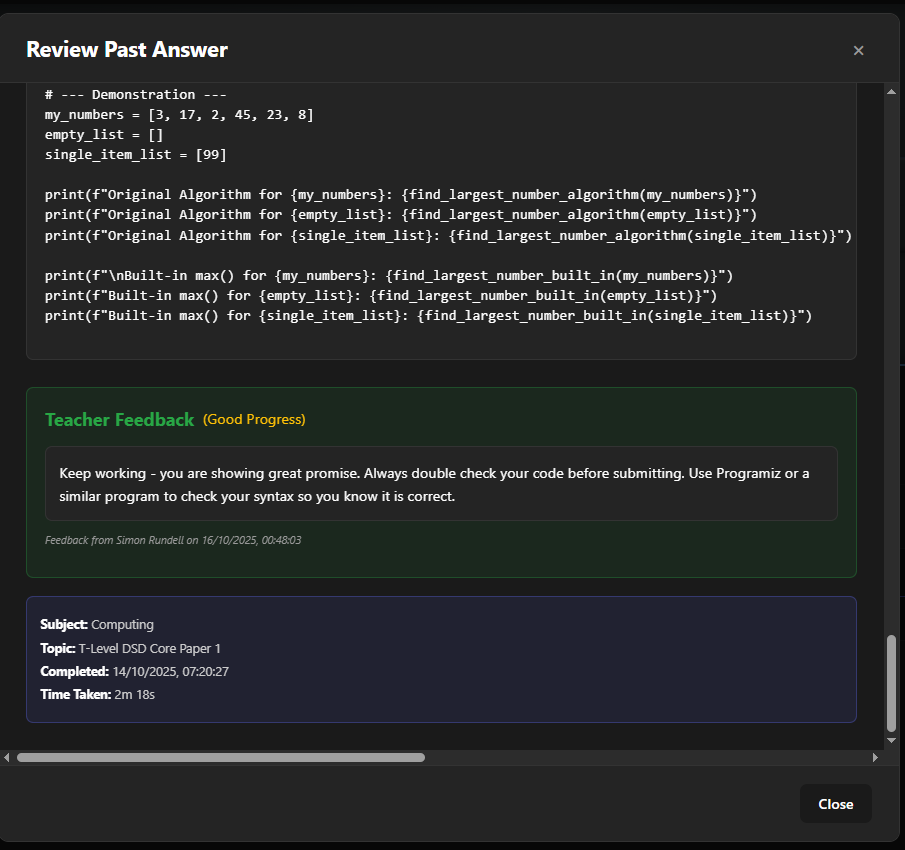 Review Past Answer
×
# --- Demonstration ---
my_numbers = [3, 17, 2, 45, 23, 8]
empty_list = []
single_item_list = [99]
print(f"Original Algorithm for {my_numbers}: {find_largest_number_algorithm(my_numbers)}")
print(f"Original Algorithm for {empty_list}: {find_largest_number_algorithm(empty_list)}")
print(f"Original Algorithm for {single_item_list}: {find_largest_number_algorithm(single_item_list)}")
print(f"\nBuilt-in max() for {my_numbers}: {find_largest_number_built_in(my_numbers)}")
print(f"Built-in max() for {empty_list}: {find_largest_number_built_in(empty_list)}")
print(f"Built-in max() for {single_item_list}: {find_largest_number_built_in(single_item_list)}")
Teacher Feedback (Good Progress)
Keep working - you are showing great promise. Always double check your code before submitting. Use Programiz or a
similar program to check your syntax so you know it is correct.
Feedback from Simon Rundell on 16/10/2025, 00:48:03
Subject: Computing
Topic: T-Level DSD Core Paper 1
Completed: 14/10/2025, 07:20:27
Time Taken: 2m 18s
Close